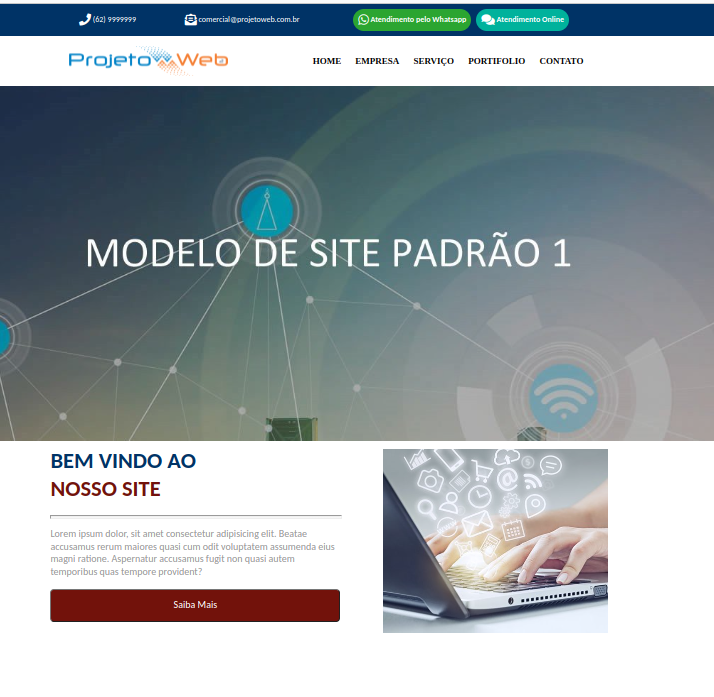 (62) 9999999
comercial@projetoweb.com.br
Atendimento pelo Whatsapp
Atendimento Online
ProjetoWeb
HOME EMPRESA SERVIÇO PORTIFOLIO CONTATO
MODELO DE SITE PADRÃO 1
BEM VINDO AO
NOSSO SITE
Lorem ipsum dolor, sit amet consectetur adipisicing elit. Beatae
accusamus rerum maiores quasi cum odit voluptatem assumenda eius
magni ratione. Aspernatur accusamus fugit non quasi autem
temporibus quas tempore provident?
Saiba Mais